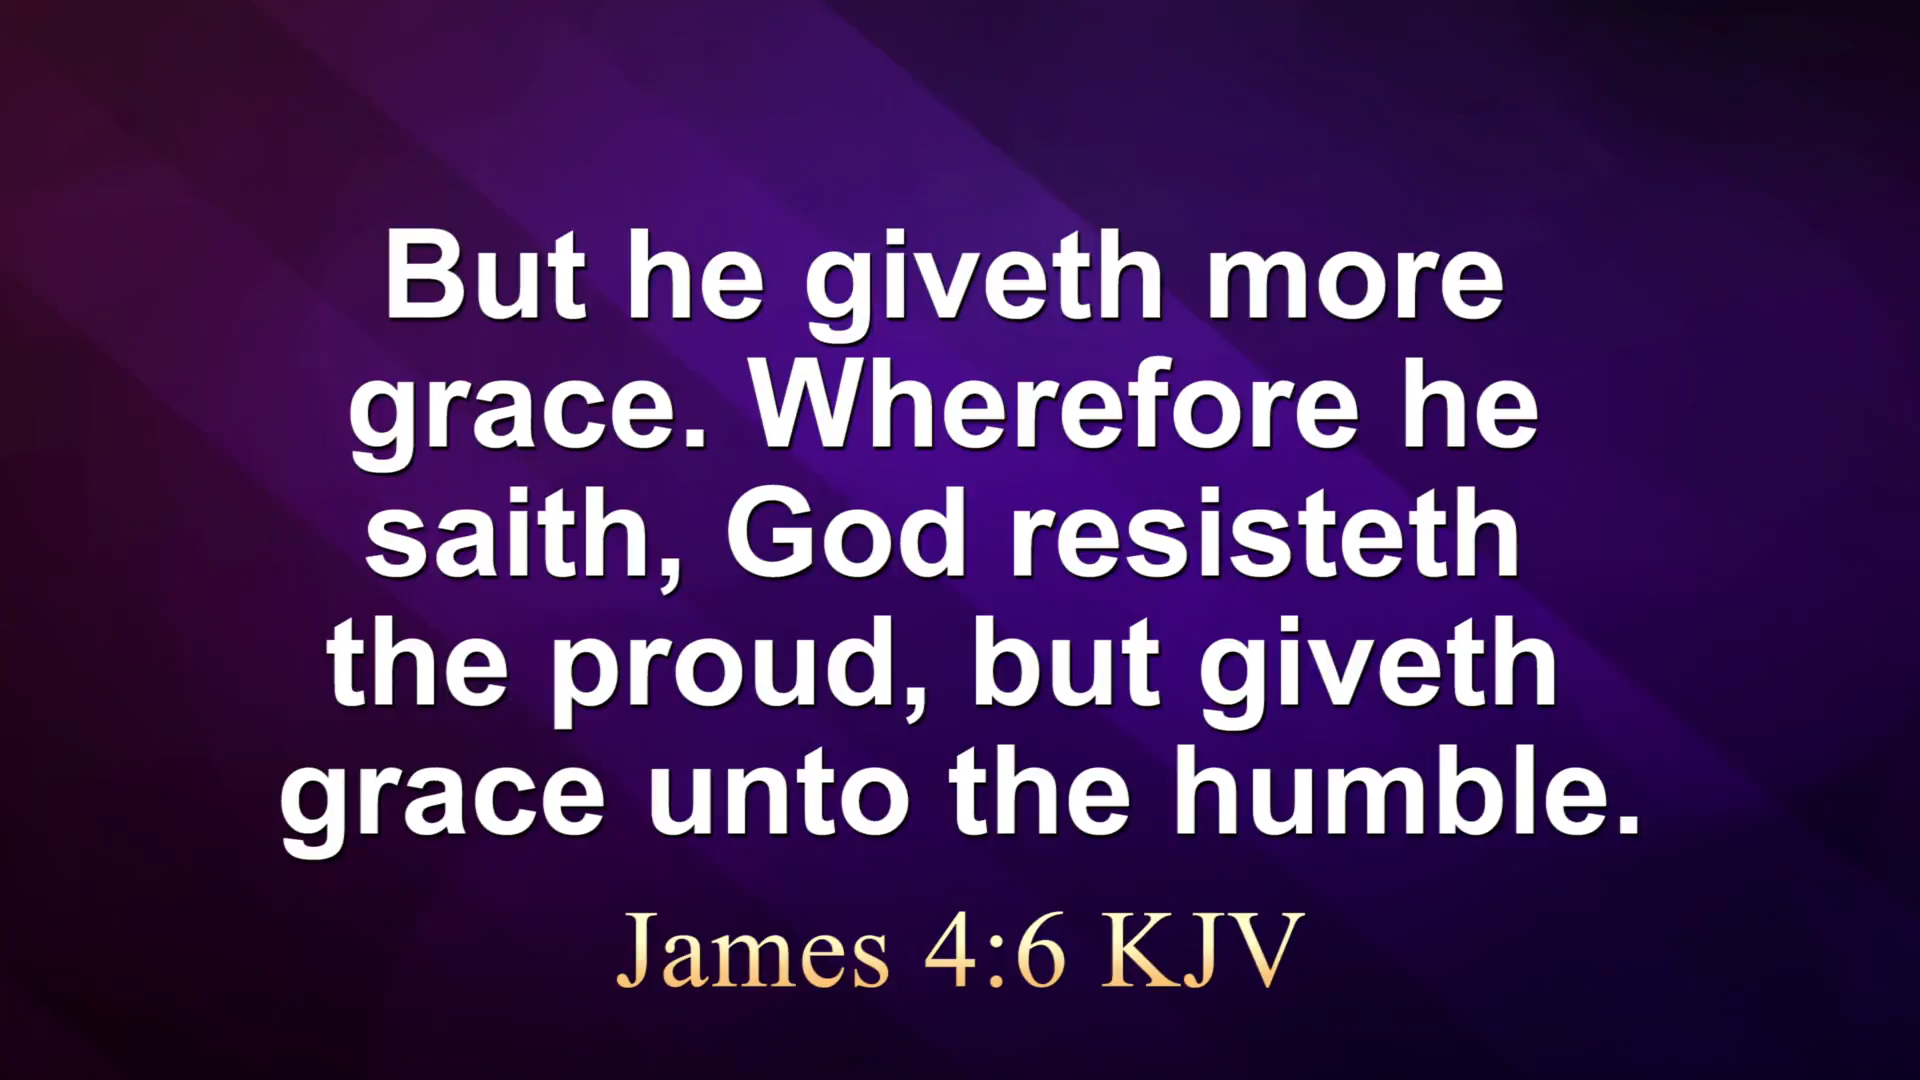 But he giveth more
grace. Wherefore he
saith, God resisteth
the proud, but giveth
grace unto the humble.
James 4:6 KJV